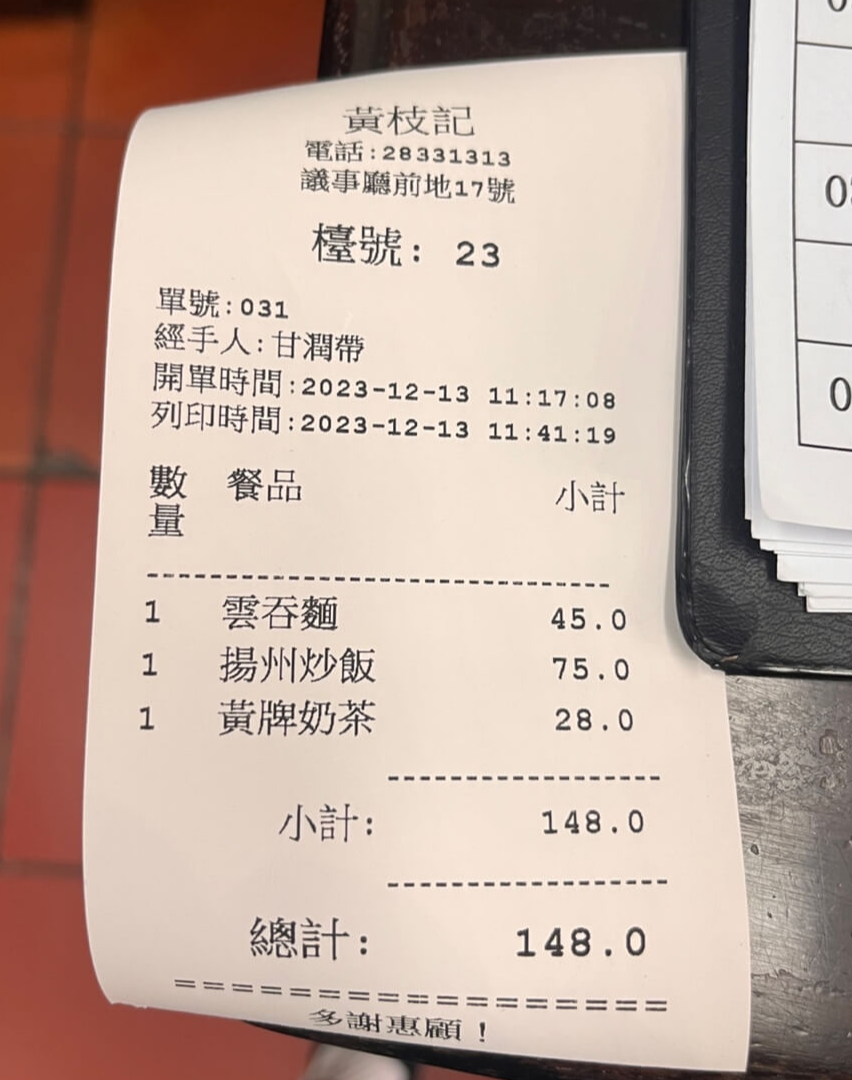 黃枝記
電話:28331313
議事廳前地17號
檯號: 23
單號:031
經手人:甘潤帶
開單時間:2023-12-13 11:17:08
列印時間:2023-12-13 11:41:19
數量 餐品 小計
1 雲吞麵 45.0
1 揚州炒飯 75.0
1 黃牌奶茶 28.0
小計: 148.0
總計: 148.0
多謝惠顧!